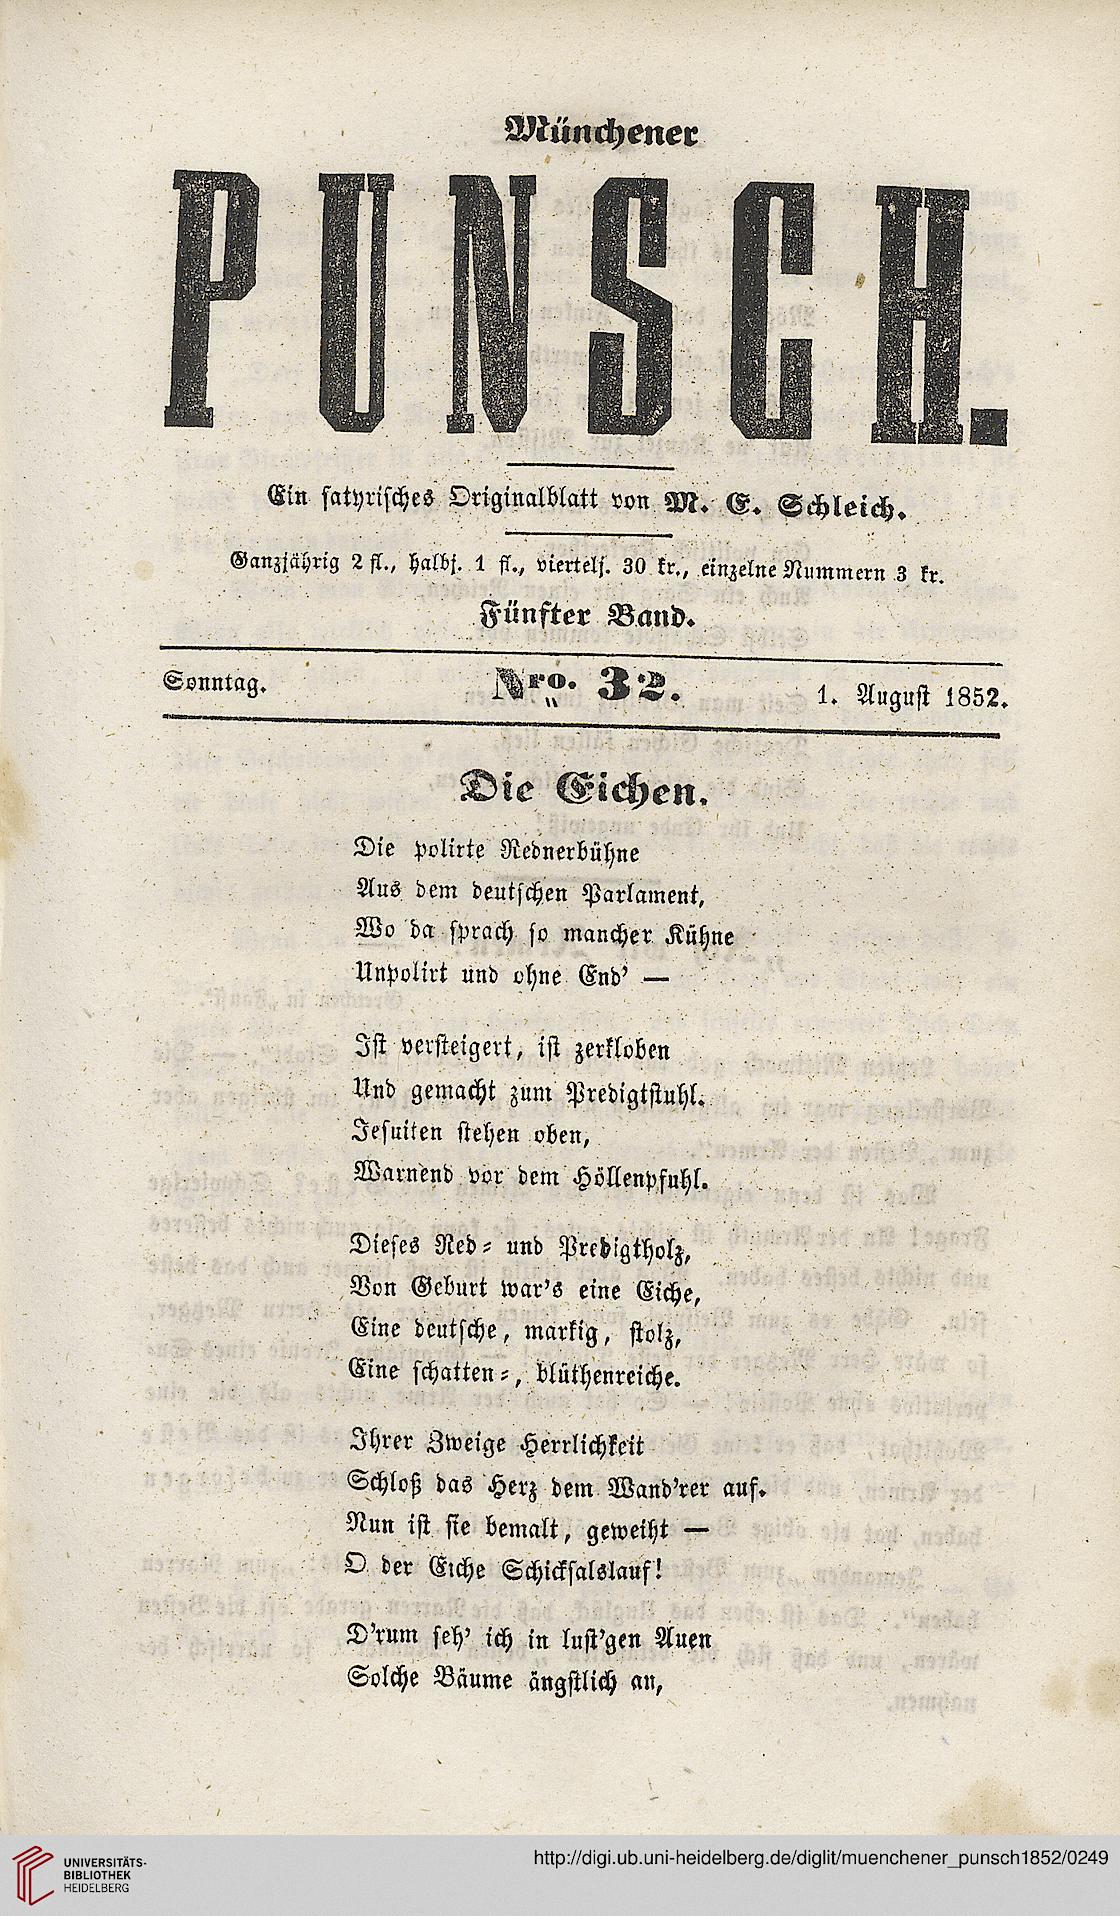 Münchener
PUNSCH.
Ein satyrisches Originalblatt von M. E. Schleich.
Ganzjährig 2 fl., halbj. 1 fl., viertelj. 30 kr., einzelne Nummern 3 kr.
Fünfter Band.
Sonntag. Nro. 32. 1. August 1852.
Die Eichen.
Die polirte Rednerbühne
Aus dem deutschen Parlament,
Wo da sprach so mancher Kühne
Unpolirt und ohne End' —
Ist versteigert, ist zerkloben
Und gemacht zum Predigtstuhl.
Jesuiten stehen oben,
Warnend vor dem Höllenpfuhl.
Dieses Red- und Predigtholz,
Von Geburt war's eine Eiche,
Eine deutsche, markig, stolz,
Eine schatten-, blüthenreiche.
Ihrer Zweige Herrlichkeit
Schloß das Herz dem Wand'rer auf.
Nun ist sie bemalt, geweiht —
O der Eiche Schicksalslauf!
D'rum seh' ich in lust'gen Auen
Solche Bäume ängstlich an,
UNIVERSITÄTS-
BIBLIOTHEK
HEIDELBERG
http://digi.ub.uni-heidelberg.de/diglit/muenchener_punsch1852/0249